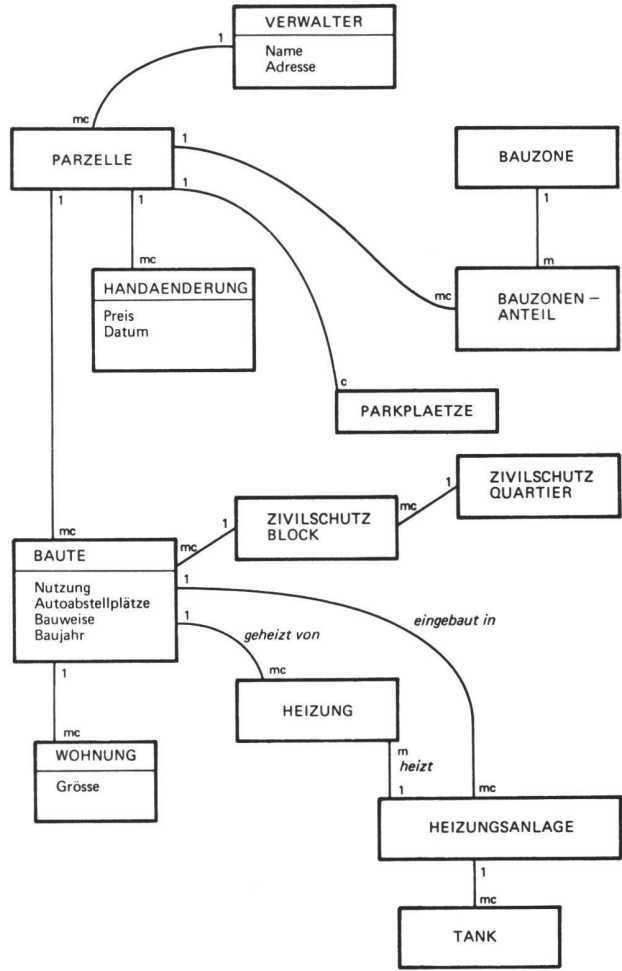 VERWALTER
1
Name
Adresse
mc
PARZELLE
1
BAUZONE
1
1
1
1
mc
m
HANDAENDERUNG
mc
BAUZONEN –
ANTEIL
Preis
Datum
c
PARKPLAETZE
ZIVILSCHUTZ
QUARTIER
1
mc
ZIVILSCHUTZ
BLOCK
1
mc
mc
BAUTE
Nutzung
Autoabstellplätze
Bauweise
Baujahr
1
eingebaut in
1
geheizt von
1
mc
HEIZUNG
mc
WOHNUNG
m
heizt
Grösse
1
mc
HEIZUNGSANLAGE
1
mc
TANK